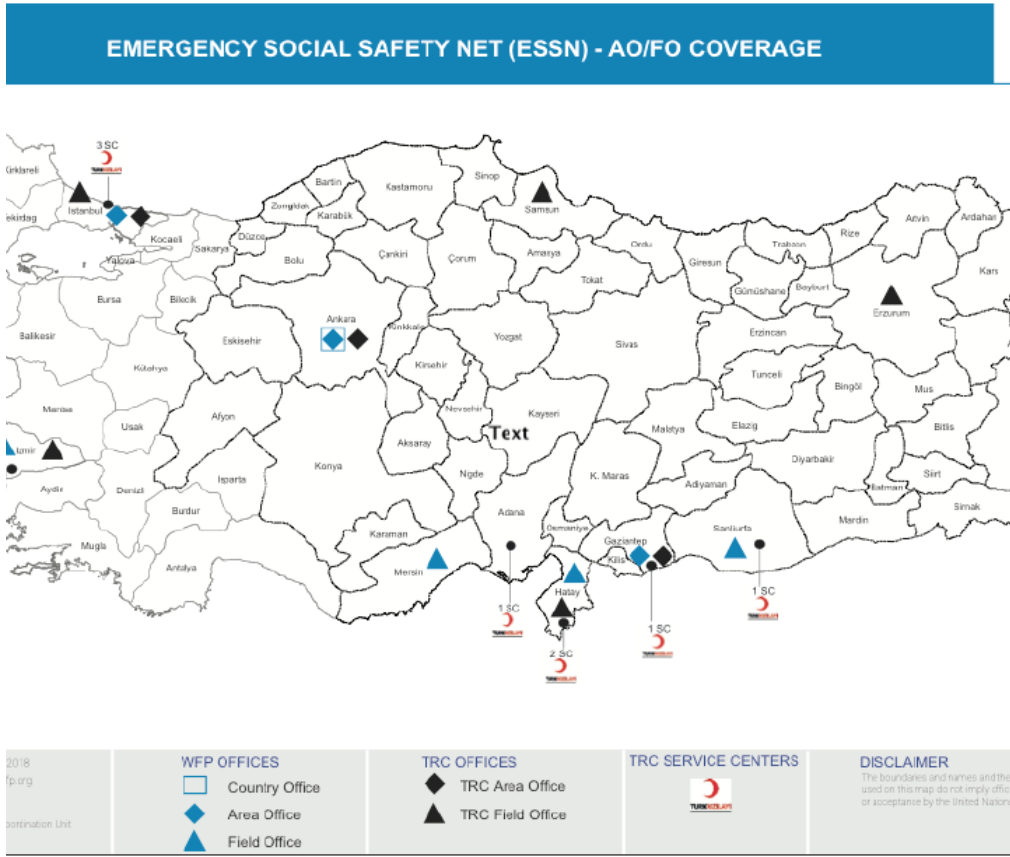 EMERGENCY SOCIAL SAFETY NET (ESSN) - AO/FO COVERAGE
3 SC
TURKKIZILAYI
Kirklareli
Istanbul
ekirdag
Kocaeli
Yalova
Sakarya
Düzce
Zonguldak
Bartin
Karabük
Kastamonu
Sinop
Samsun
Bolu
Çankiri
Çorum
Amasya
Ordu
Tokat
Giresun
Trabzon
Rize
Artvin
Ardahan
Gümüshane
Bayburt
Kars
Erzurum
Bursa
Bilecik
Balikesir
Eskisehir
Ankara
Kirikkale
Yozgat
Sivas
Erzincan
Kütahya
Kirsehir
Tunceli
Bingöl
Mus
Manisa
Usak
Afyon
Nevsehir
Kayseri
Text
Malatya
Elazig
Bitlis
Izmir
Aksaray
Konya
Isparta
Nigde
K. Maras
Diyarbakir
Siirt
Batman
Adiyaman
Aydin
Denizli
Burdur
Adana
Osmaniye
Mardin
Sirnak
Sanliurfa
Karaman
Gaziantep
Kilis
Mugla
Antalya
Mersin
Hatay
1 SC
TURKKIZILAYI
2 SC
TURKKIZILAYI
1 SC
TURKKIZILAYI
1 SC
TURKKIZILAYI
2018
fp.org
oordination Unit
WFP OFFICES
Country Office
Area Office
Field Office
TRC OFFICES
TRC Area Office
TRC Field Office
TRC SERVICE CENTERS
TURKKIZILAYI
DISCLAIMER
The boundaries and names and the
used on this map do not imply offic
or acceptance by the United Nation